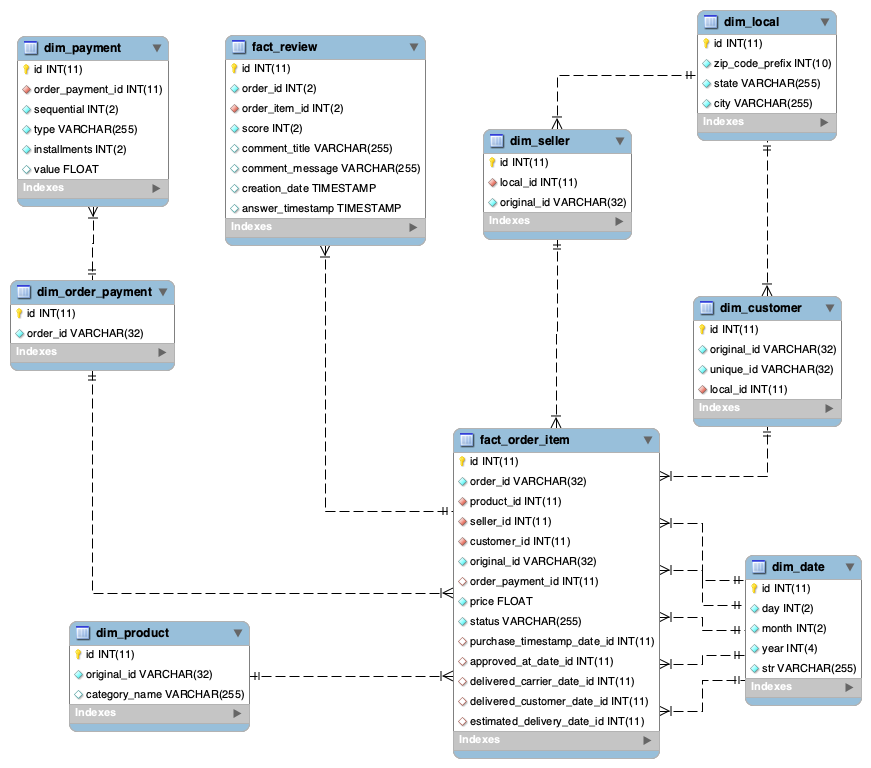 dim_payment
id INT(11)
order_payment_id INT(11)
sequential INT(2)
type VARCHAR(255)
installments INT(2)
value FLOAT
Indexes
fact_review
id INT(11)
order_id INT(2)
order_item_id INT(2)
score INT(2)
comment_title VARCHAR(255)
comment_message VARCHAR(255)
creation_date TIMESTAMP
answer_timestamp TIMESTAMP
Indexes
dim_local
id INT(11)
zip_code_prefix INT(10)
state VARCHAR(255)
city VARCHAR(255)
Indexes
dim_seller
id INT(11)
local_id INT(11)
original_id VARCHAR(32)
Indexes
dim_order_payment
id INT(11)
order_id VARCHAR(32)
Indexes
dim_customer
id INT(11)
original_id VARCHAR(32)
unique_id VARCHAR(32)
local_id INT(11)
Indexes
fact_order_item
id INT(11)
order_id VARCHAR(32)
product_id INT(11)
seller_id INT(11)
customer_id INT(11)
original_id VARCHAR(32)
order_payment_id INT(11)
price FLOAT
status VARCHAR(255)
purchase_timestamp_date_id INT(11)
approved_at_date_id INT(11)
delivered_carrier_date_id INT(11)
delivered_customer_date_id INT(11)
estimated_delivery_date_id INT(11)
Indexes
dim_date
id INT(11)
day INT(2)
month INT(2)
year INT(4)
str VARCHAR(255)
Indexes
dim_product
id INT(11)
original_id VARCHAR(32)
category_name VARCHAR(255)
Indexes